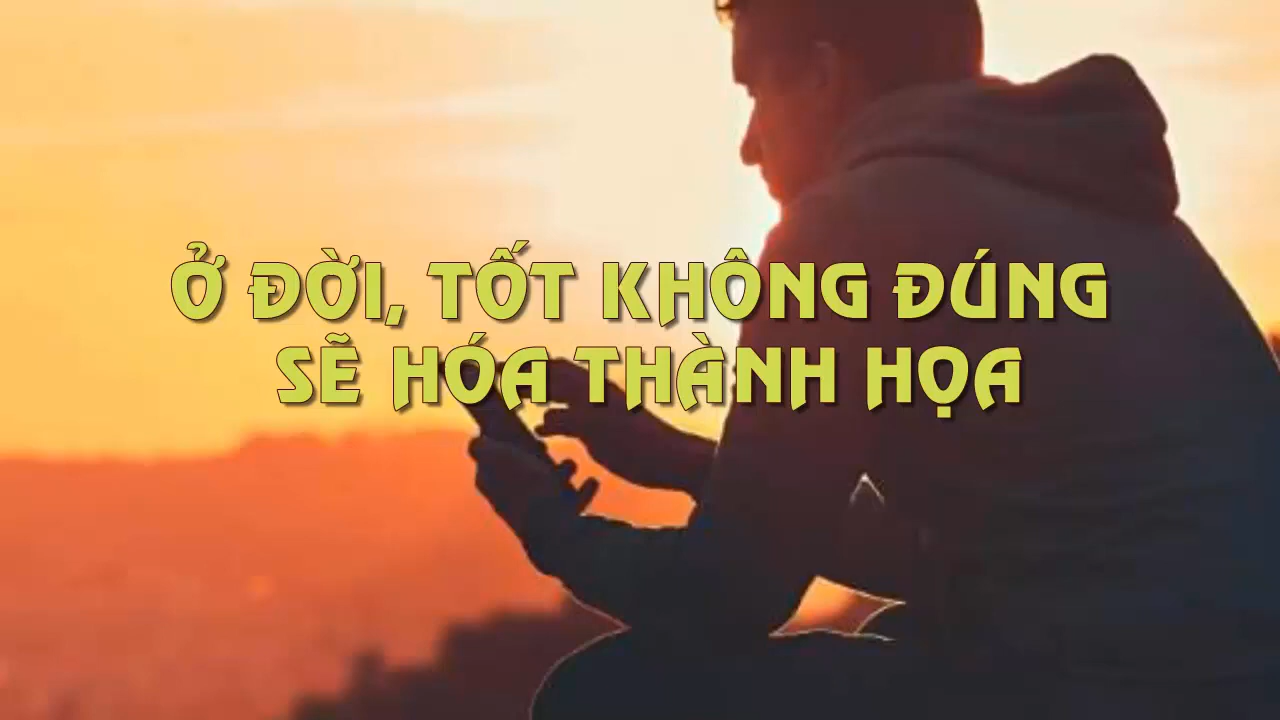 Ở ĐỜI, TỐT KHÔNG ĐÚNG
SẼ HÓA THÀNH HỌA